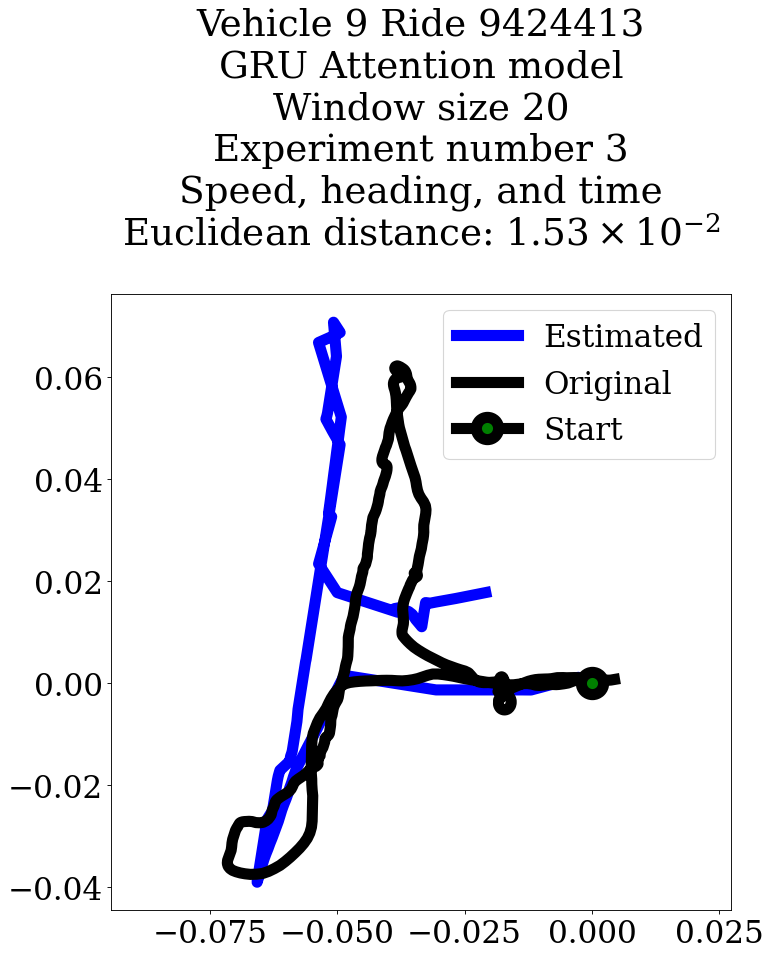 Vehicle 9 Ride 9424413
GRU Attention model
Window size 20
Experiment number 3
Speed, heading, and time
Euclidean distance: 1.53 × 10⁻²
Estimated
Original
Start
0.06
0.04
0.02
0.00
−0.02
−0.04
−0.075 −0.050 −0.025 0.000 0.025